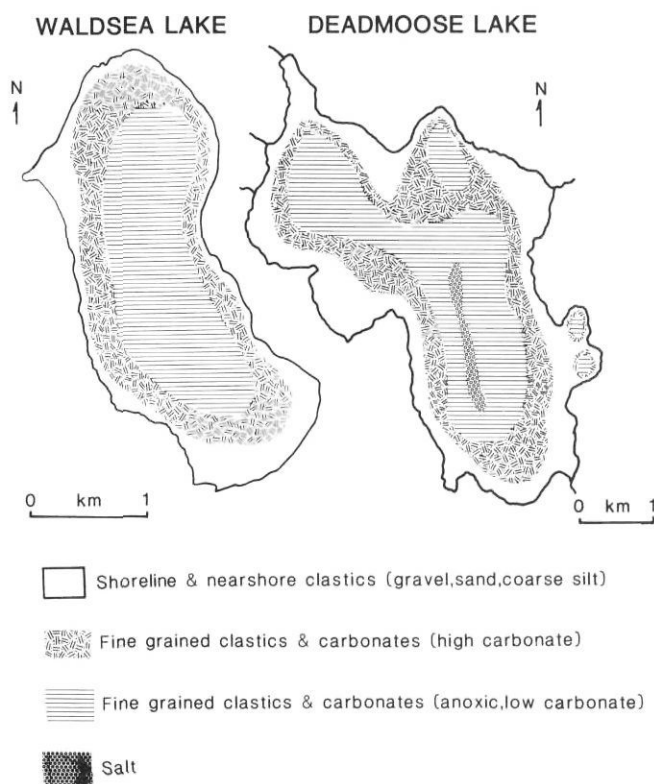 WALDSEA LAKE
DEADMOOSE LAKE
N
N
0 km 1
0 km 1
Shoreline & nearshore clastics (gravel,sand,coarse silt)
Fine grained clastics & carbonates (high carbonate)
Fine grained clastics & carbonates (anoxic,low carbonate)
Salt